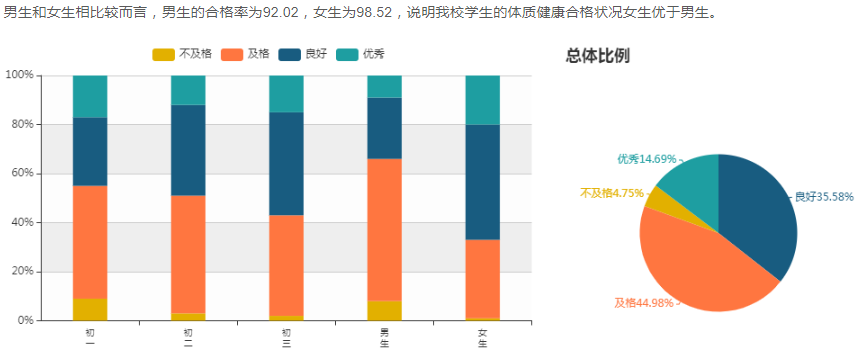 男生和女生相比较而言，男生的合格率为92.02，女生为98.52，说明我校学生的体质健康合格状况女生优于男生。
不及格 及格 良好 优秀
总体比例
100%
80%
60%
40%
20%
0%
初一
初二
初三
男生
女生
优秀14.69%
不及格4.75%
良好35.58%
及格44.98%